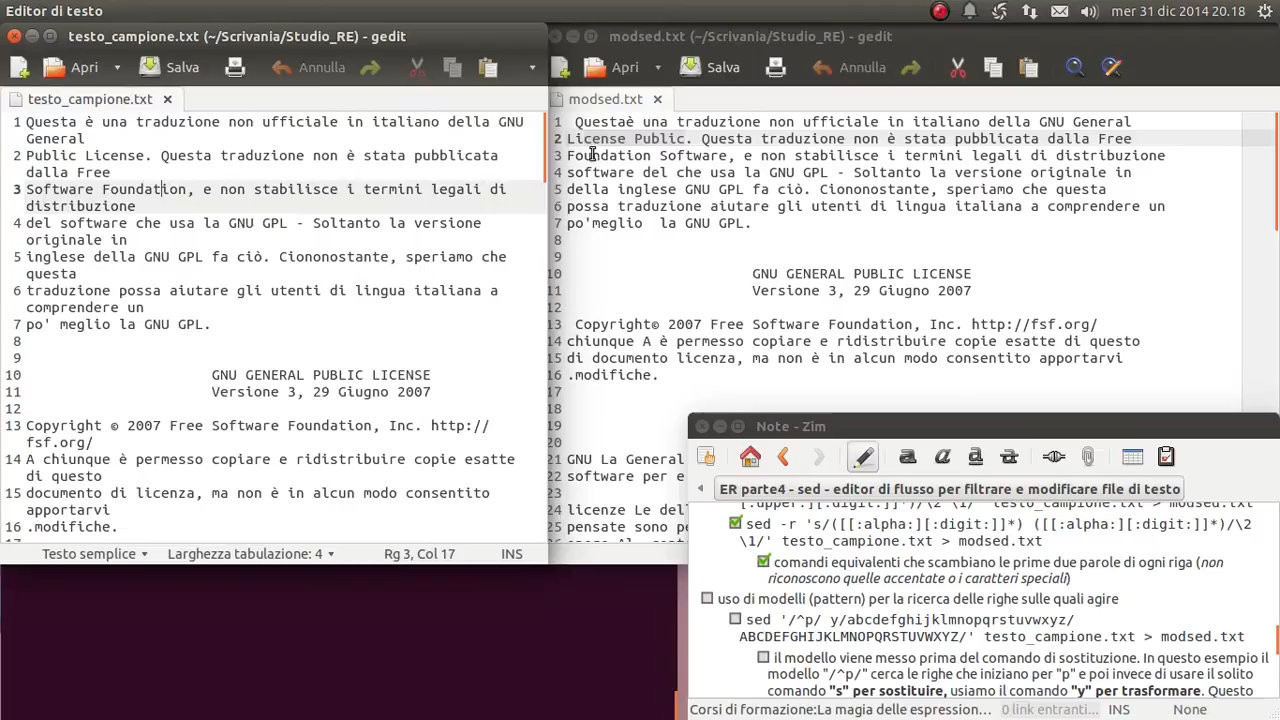 Editor di testo
mer 31 dic 2014 20.18
testo_campione.txt (~/Scrivania/Studio_RE) - gedit
Apri
Salva
Annulla
testo_campione.txt
1 Questa è una traduzione non ufficiale in italiano della GNU
General
2 Public License. Questa traduzione non è stata pubblicata
dalla Free
3 Software Foundation, e non stabilisce i termini legali di
distribuzione
4 del software che usa la GNU GPL - Soltanto la versione
originale in
5 inglese della GNU GPL fa ciò. Ciononostante, speriamo che
questa
6 traduzione possa aiutare gli utenti di lingua italiana a
comprendere un
7 po' meglio la GNU GPL.
8
9
10 GNU GENERAL PUBLIC LICENSE
11 Versione 3, 29 Giugno 2007
12
13 Copyright © 2007 Free Software Foundation, Inc. http://
fsf.org/
14 A chiunque è permesso copiare e ridistribuire copie esatte
di questo
15 documento di licenza, ma non è in alcun modo consentito
apportarvi
16 .modifiche.
Testo semplice
Larghezza tabulazione: 4
Rg 3, Col 17
INS
modsed.txt (~/Scrivania/Studio_RE) - gedit
Apri
Salva
Annulla
modsed.txt
1 Questaè una traduzione non ufficiale in italiano della GNU General
2 License Public. Questa traduzione non è stata pubblicata dalla Free
3 Foundation Software, e non stabilisce i termini legali di distribuzione
4 software del che usa la GNU GPL - Soltanto la versione originale in
5 della inglese GNU GPL fa ciò. Ciononostante, speriamo che questa
6 possa traduzione aiutare gli utenti di lingua italiana a comprendere un
7 po'meglio  la GNU GPL.
8
9
10 GNU GENERAL PUBLIC LICENSE
11 Versione 3, 29 Giugno 2007
12
13 Copyright© 2007 Free Software Foundation, Inc. http://fsf.org/
14 chiunque A è permesso copiare e ridistribuire copie esatte di questo
15 di documento licenza, ma non è in alcun modo consentito apportarvi
16 .modifiche.
17
18
19
20
21 GNU La General
22 software per e
23
24 licenze Le dell
25 pensate sono pe
Note - Zim
ER parte4 - sed - editor di flusso per filtrare e modificare file di testo
[:upper:][:digit:]*)/\2 \1/' testo_campione.txt > modsed.txt
sed -r 's/([[:alpha:][:digit:]]*) ([[:alpha:][:digit:]]*)/\2
\1/' testo_campione.txt > modsed.txt
comandi equivalenti che scambiano le prime due parole di ogni riga (non
riconoscono quelle accentate o i caratteri speciali)
uso di modelli (pattern) per la ricerca delle righe sulle quali agire
sed '/^p/ y/abcdefghijklmnopqrstuvwxyz/
ABCDEFGHIJKLMNOPQRSTUVWXYZ/' testo_campione.txt > modsed.txt
il modello viene messo prima del comando di sostituzione. In questo esempio il
modello "/^p/" cerca le righe che iniziano per "p" e poi invece di usare il solito
comando "s" per sostituire, usiamo il comando "y" per trasformare. Questo
Corsi di formazione:La magia delle espression...
0 link entranti...
INS
None